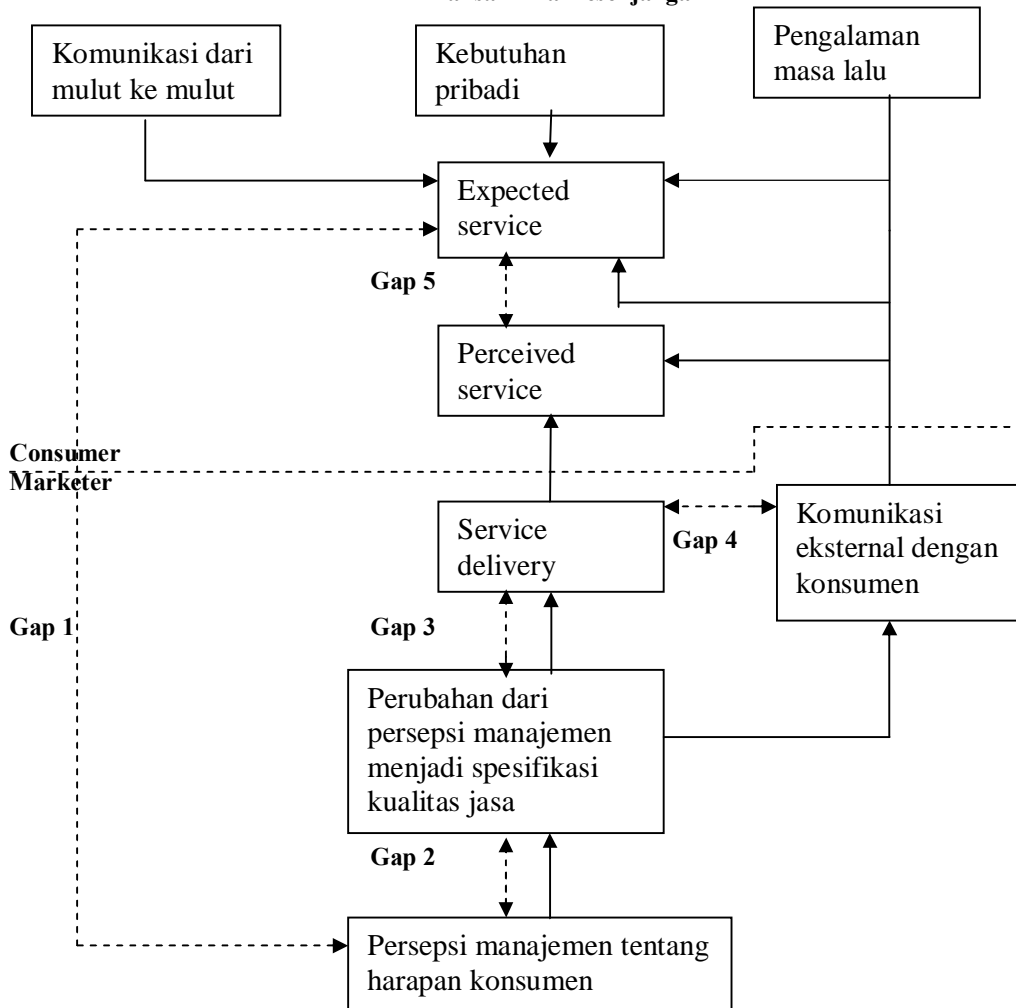 Komunikasi dari
mulut ke mulut
Kebutuhan
pribadi
Pengalaman
masa lalu
Expected
service
Gap 5
Perceived
service
Consumer
Marketer
Service
delivery
Gap 4
Komunikasi
eksternal dengan
konsumen
Gap 1
Gap 3
Perubahan dari
persepsi manajemen
menjadi spesifikasi
kualitas jasa
Gap 2
Persepsi manajemen tentang
harapan konsumen